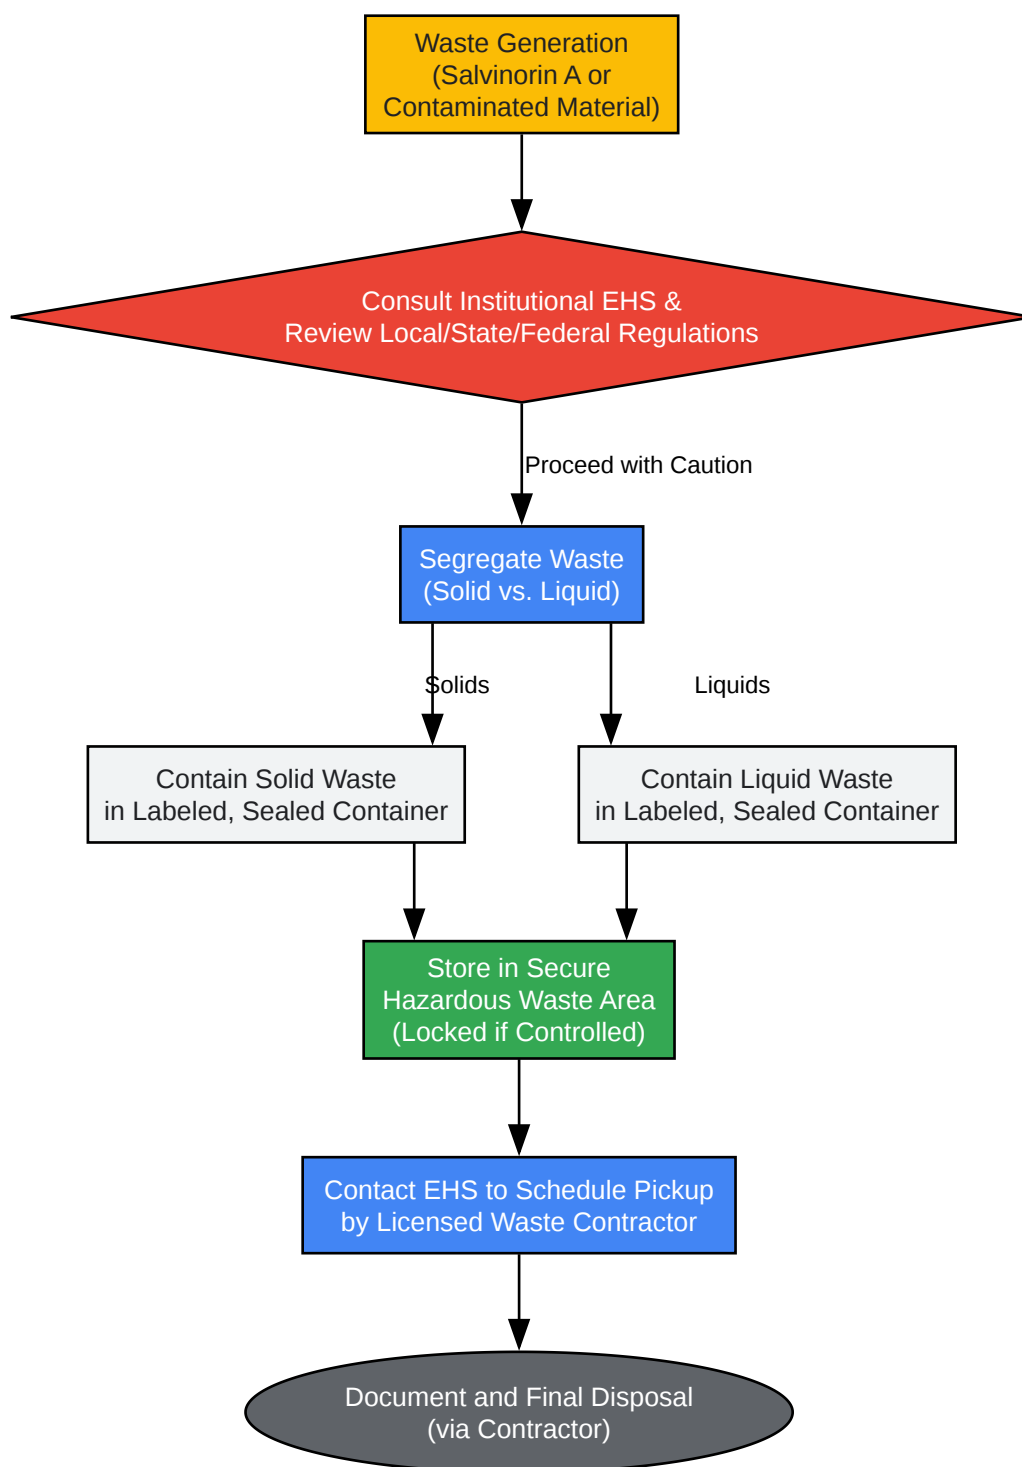 Waste Generation
(Salvinorin A or
Contaminated Material)
Consult Institutional EHS &
Review Local/State/Federal Regulations
Proceed with Caution
Segregate Waste
(Solid vs. Liquid)
Solids
Liquids
Contain Solid Waste
in Labeled, Sealed Container
Contain Liquid Waste
in Labeled, Sealed Container
Store in Secure
Hazardous Waste Area
(Locked if Controlled)
Contact EHS to Schedule Pickup
by Licensed Waste Contractor
Document and Final Disposal
(via Contractor)